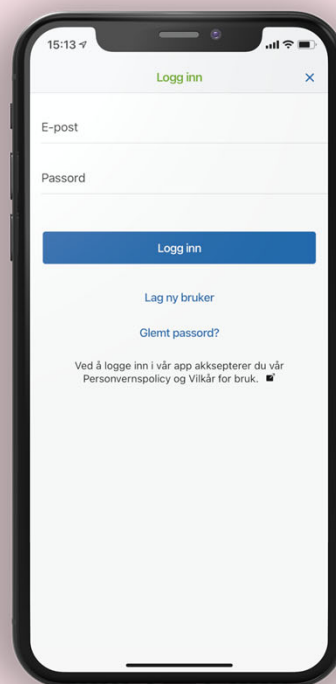 15:13
Logg inn
E-post
Passord
Logg inn
Lag ny bruker
Glemt passord?
Ved å logge inn i vår app akksepterer du vår
Personvernspolicy og Vilkår for bruk.